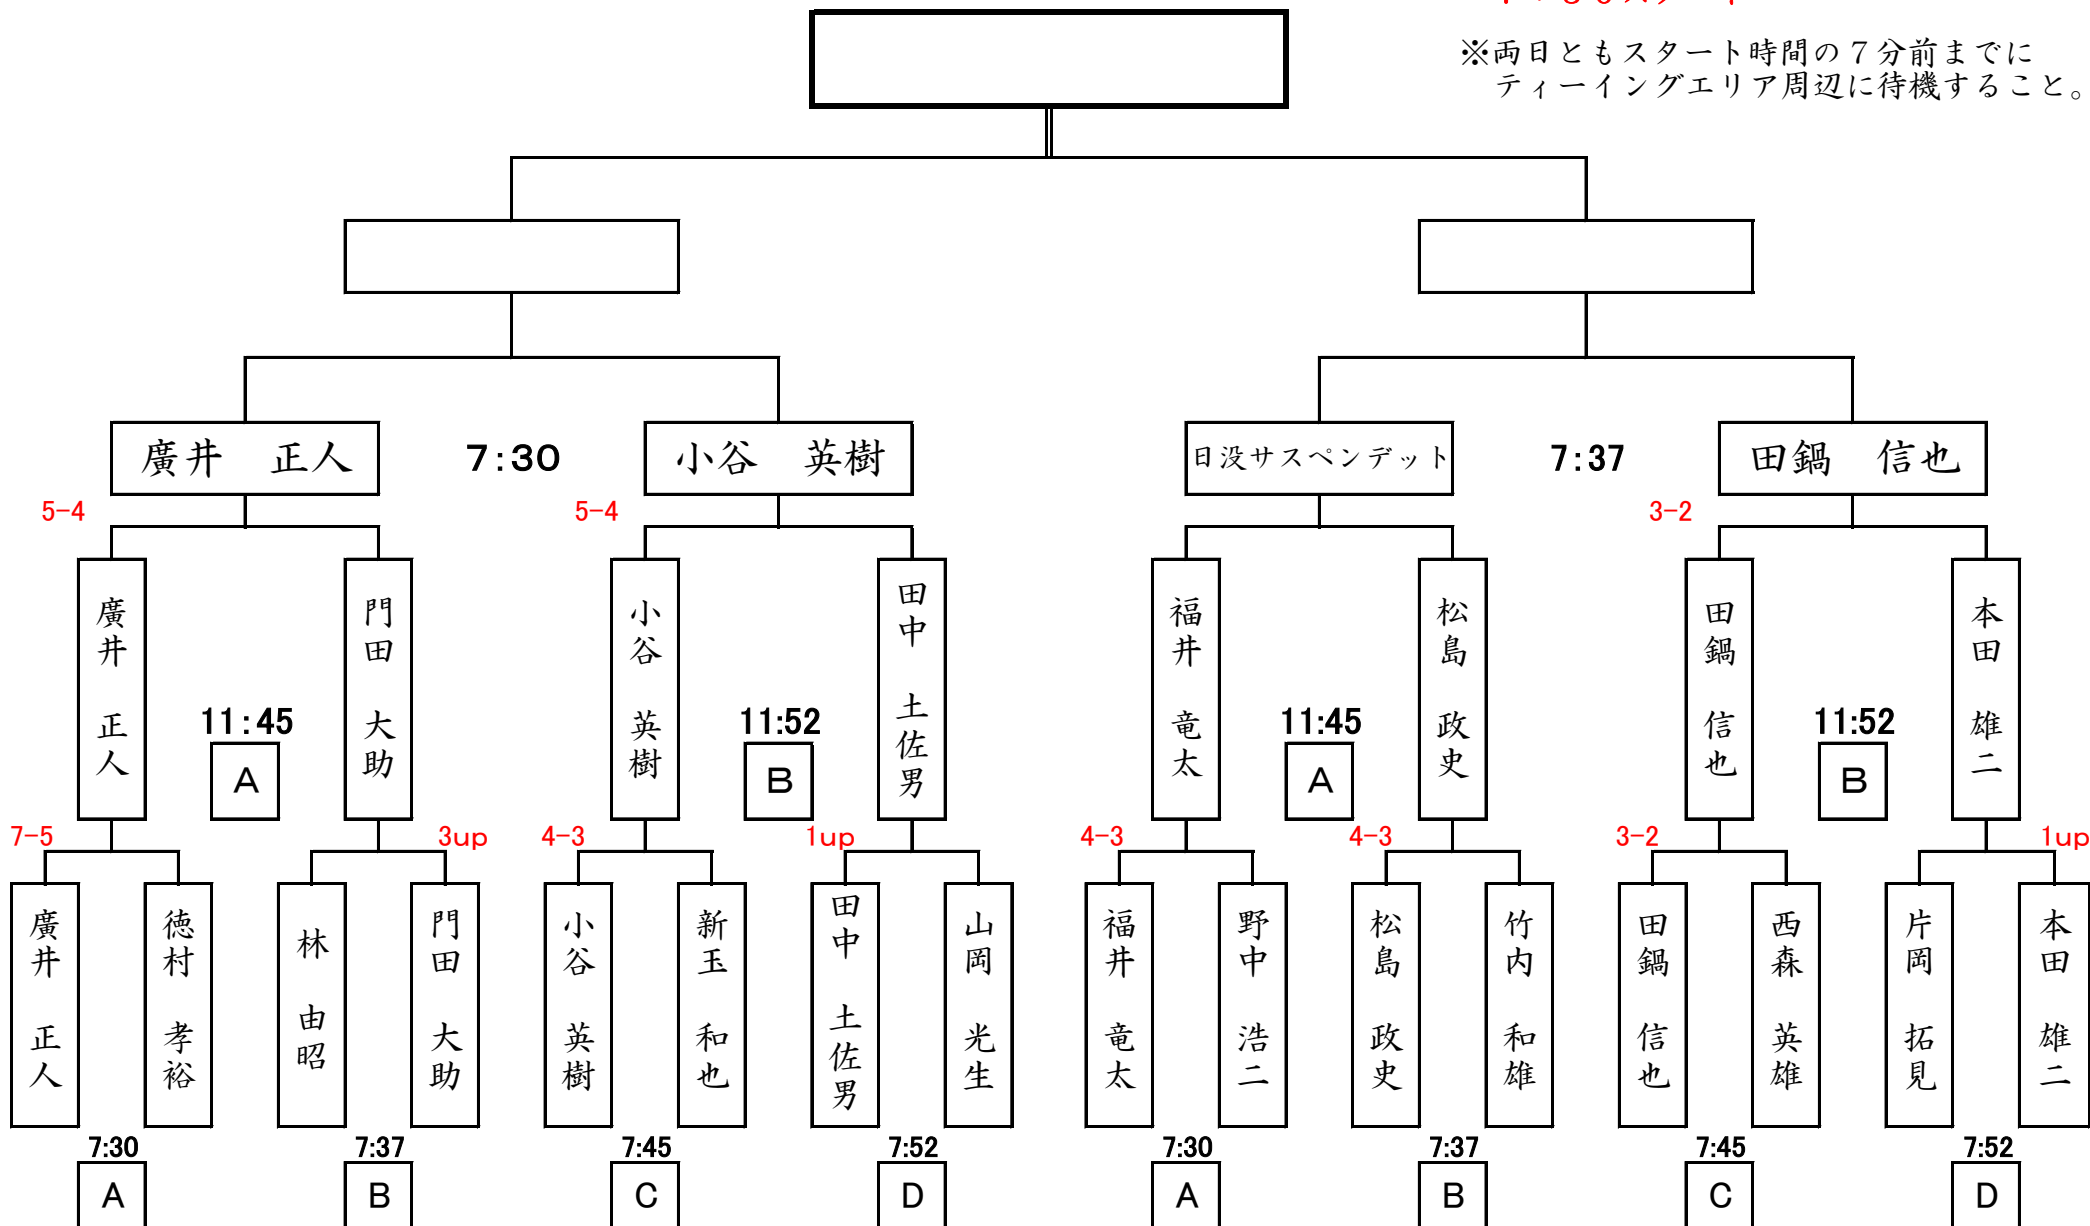 ※両日ともスタート時間の７分前までに
ティーイングエリア周辺に待機すること。
廣井　正人
7:30
小谷　英樹
日没サスペンデット
7:37
田鍋　信也
5-4
5-4
3-2
廣井　正人
門田　大助
小谷　英樹
田中　土佐男
福井　竜太
松島　政史
田鍋　信也
本田　雄二
11:45
11:52
11:45
11:52
A
B
A
B
7-5
3up
4-3
1up
4-3
4-3
3-2
1up
廣井　正人
徳村　孝裕
林　由昭
門田　大助
小谷　英樹
新玉　和也
田中　土佐男
山岡　光生
福井　竜太
野中　浩二
松島　政史
竹内　和雄
田鍋　信也
西森　英雄
片岡　拓見
本田　雄二
7:30
7:37
7:45
7:52
7:30
7:37
7:45
7:52
A
B
C
D
A
B
C
D